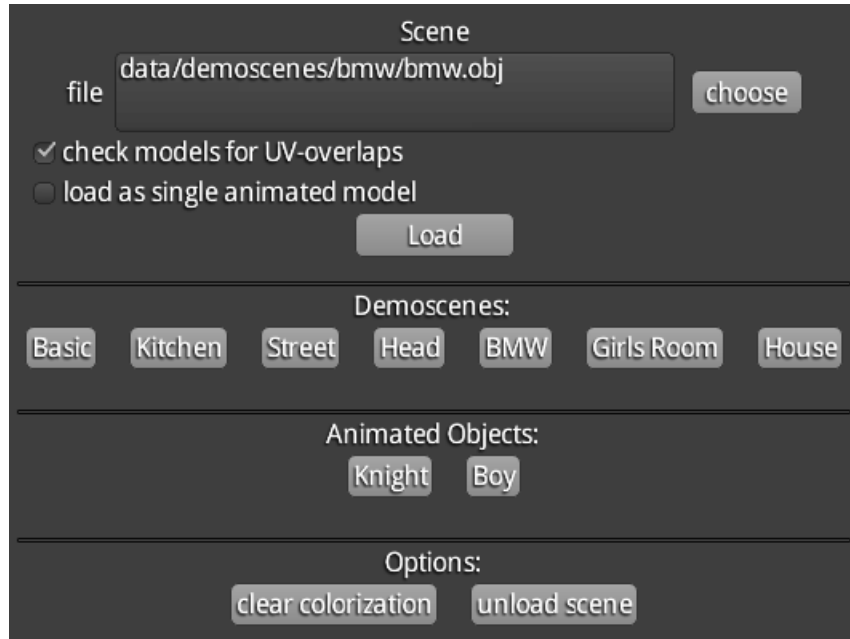 Scene
file data/demoscenes/bmw/bmw.obj choose
check models for UV-overlaps
load as single animated model
Load
Demoscenes:
Basic Kitchen Street Head BMW Girls Room House
Animated Objects:
Knight Boy
Options:
clear colorization unload scene